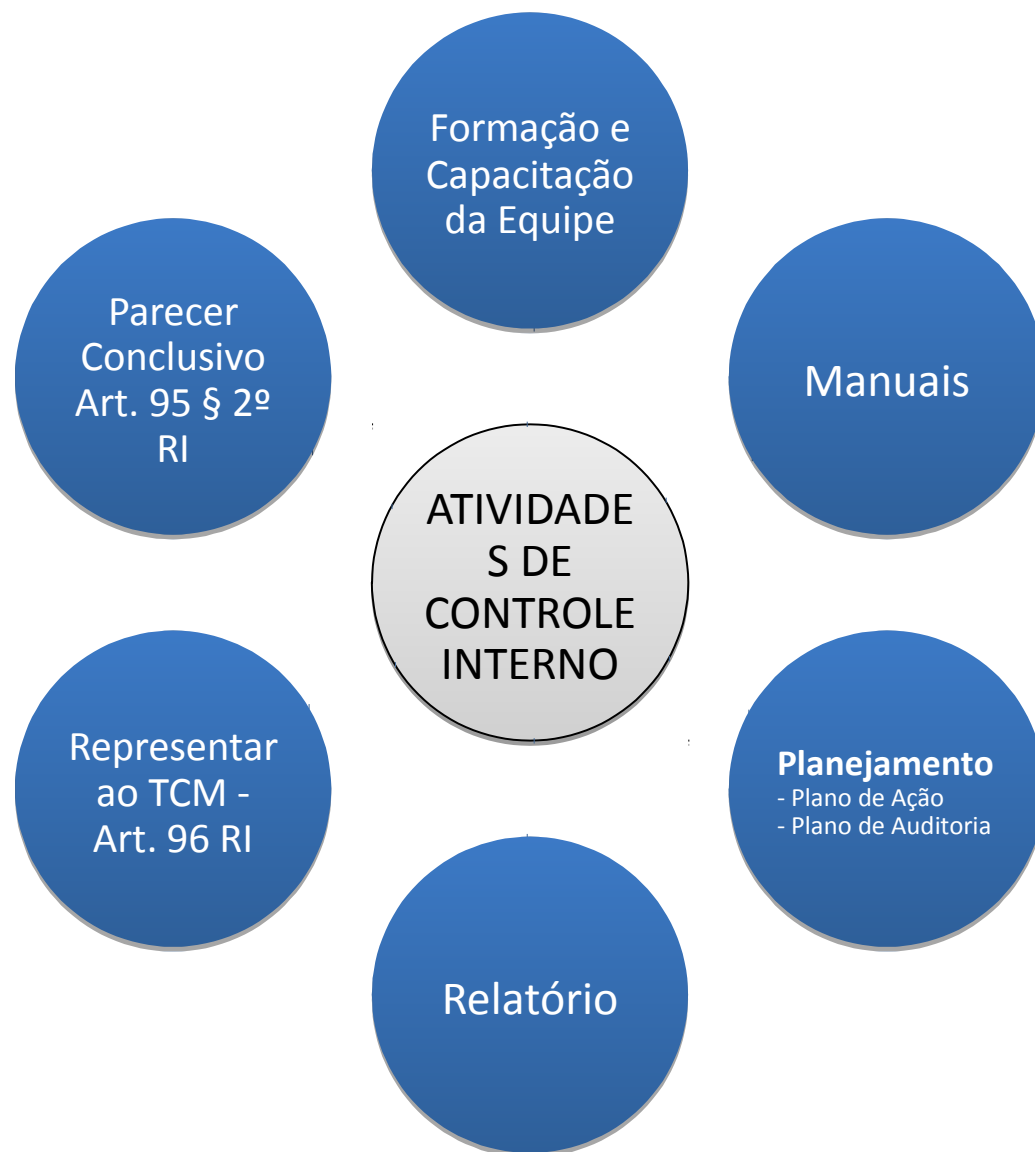 Formação e
Capacitação
da Equipe
Parecer
Conclusivo
Art. 95 § 2º
RI
Manuais
ATIVIDADE
S DE
CONTROLE
INTERNO
Representar
ao TCM -
Art. 96 RI
Planejamento
- Plano de Ação
- Plano de Auditoria
Relatório